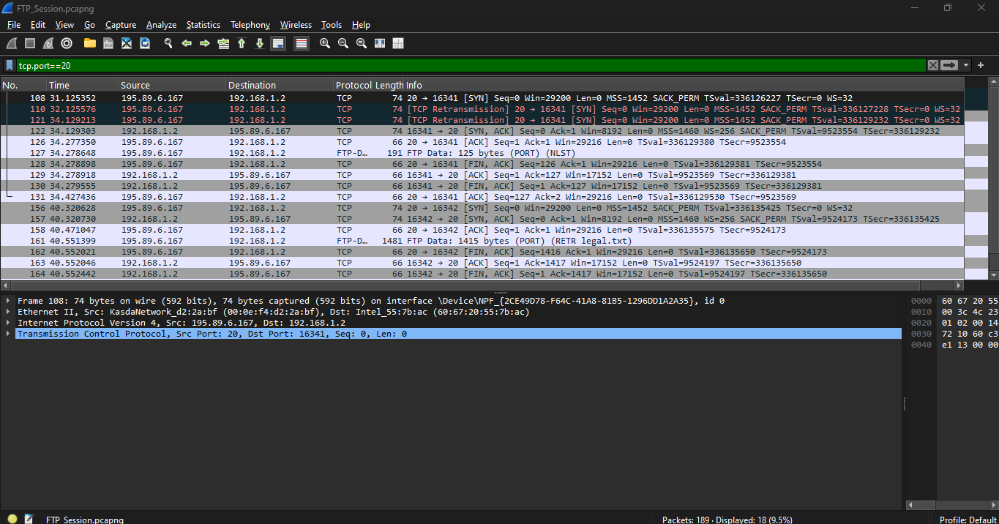 FTP_Session.pcapng
File Edit View Go Capture Analyze Statistics Telephony Wireless Tools Help
tcp.port==20
No. Time Source Destination Protocol Length Info
108 31.125352 195.89.6.167 192.168.1.2 TCP 74 20 → 16341 [SYN] Seq=0 Win=29200 Len=0 MSS=1452 SACK_PERM TSval=336126227 TSecr=0 WS=32
110 32.125576 195.89.6.167 192.168.1.2 TCP 74 [TCP Retransmission] 20 → 16341 [SYN] Seq=0 Win=29200 Len=0 MSS=1452 SACK_PERM TSval=336127228 TSecr=0 WS=32
121 34.129213 195.89.6.167 192.168.1.2 TCP 74 [TCP Retransmission] 20 → 16341 [SYN] Seq=0 Win=29200 Len=0 MSS=1452 SACK_PERM TSval=336129232 TSecr=0 WS=32
122 34.129303 192.168.1.2 195.89.6.167 TCP 74 16341 → 20 [SYN, ACK] Seq=0 Ack=1 Win=8192 Len=0 MSS=1460 WS=256 SACK_PERM TSval=9523554 TSecr=336129232
126 34.277350 195.89.6.167 192.168.1.2 TCP 66 20 → 16341 [ACK] Seq=1 Ack=1 Win=29216 Len=0 TSval=336129380 TSecr=9523554
127 34.278648 195.89.6.167 192.168.1.2 FTP-D… 191 FTP Data: 125 bytes (PORT) (NLST)
128 34.278898 195.89.6.167 192.168.1.2 TCP 66 20 → 16341 [FIN, ACK] Seq=126 Ack=1 Win=29216 Len=0 TSval=336129381 TSecr=9523554
129 34.278918 192.168.1.2 195.89.6.167 TCP 66 16341 → 20 [ACK] Seq=1 Ack=127 Win=17152 Len=0 TSval=9523569 TSecr=336129381
130 34.279555 192.168.1.2 195.89.6.167 TCP 66 16341 → 20 [FIN, ACK] Seq=1 Ack=127 Win=17152 Len=0 TSval=9523569 TSecr=336129381
131 34.427436 195.89.6.167 192.168.1.2 TCP 66 20 → 16341 [ACK] Seq=127 Ack=2 Win=29216 Len=0 TSval=336129530 TSecr=9523569
156 40.320628 195.89.6.167 192.168.1.2 TCP 74 20 → 16342 [SYN] Seq=0 Win=29200 Len=0 MSS=1452 SACK_PERM TSval=336135425 TSecr=0 WS=32
157 40.320730 192.168.1.2 195.89.6.167 TCP 74 16342 → 20 [SYN, ACK] Seq=0 Ack=1 Win=8192 Len=0 MSS=1460 WS=256 SACK_PERM TSval=9524173 TSecr=336135425
158 40.471047 195.89.6.167 192.168.1.2 TCP 66 20 → 16342 [ACK] Seq=1 Ack=1 Win=29216 Len=0 TSval=336135575 TSecr=9524173
161 40.551399 195.89.6.167 192.168.1.2 FTP-D… 1481 FTP Data: 1415 bytes (PORT) (RETR legal.txt)
162 40.552021 195.89.6.167 192.168.1.2 TCP 66 20 → 16342 [FIN, ACK] Seq=1416 Ack=1 Win=29216 Len=0 TSval=336135650 TSecr=9524173
163 40.552046 192.168.1.2 195.89.6.167 TCP 66 16342 → 20 [ACK] Seq=1 Ack=1417 Win=17152 Len=0 TSval=9524197 TSecr=336135650
164 40.552442 192.168.1.2 195.89.6.167 TCP 66 16342 → 20 [FIN, ACK] Seq=1 Ack=1417 Win=17152 Len=0 TSval=9524197 TSecr=336135650
Frame 108: 74 bytes on wire (592 bits), 74 bytes captured (592 bits) on interface \Device\NPF_{2CE49D78-F64C-41A8-81B5-1296DD1A2A35}, id 0
Ethernet II, Src: KasdaNetwork_d2:2a:bf (00:0e:f4:d2:2a:bf), Dst: Intel_55:7b:ac (60:67:20:55:7b:ac)
Internet Protocol Version 4, Src: 195.89.6.167, Dst: 192.168.1.2
Transmission Control Protocol, Src Port: 20, Dst Port: 16341, Seq: 0, Len: 0
0000 60 67 20 55
0010 00 3c 4c 23
0020 01 02 00 14
0030 72 10 60 c3
0040 e1 13 00 00
FTP_Session.pcapng Packets: 189 · Displayed: 18 (9.5%) Profile: Default